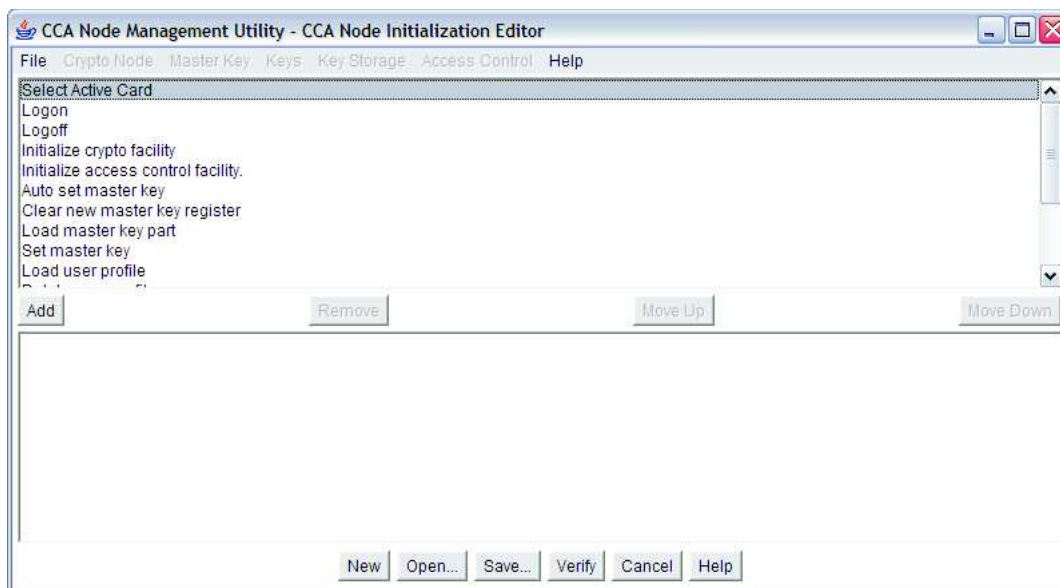 CCA Node Management Utility - CCA Node Initialization Editor
File Crypto Node Master Key Keys Key Storage Access Control Help
Select Active Card
Logon
Logoff
Initialize crypto facility
Initialize access control facility.
Auto set master key
Clear new master key register
Load master key part
Set master key
Load user profile
Add Remove Move Up Move Down
New Open... Save... Verify Cancel Help